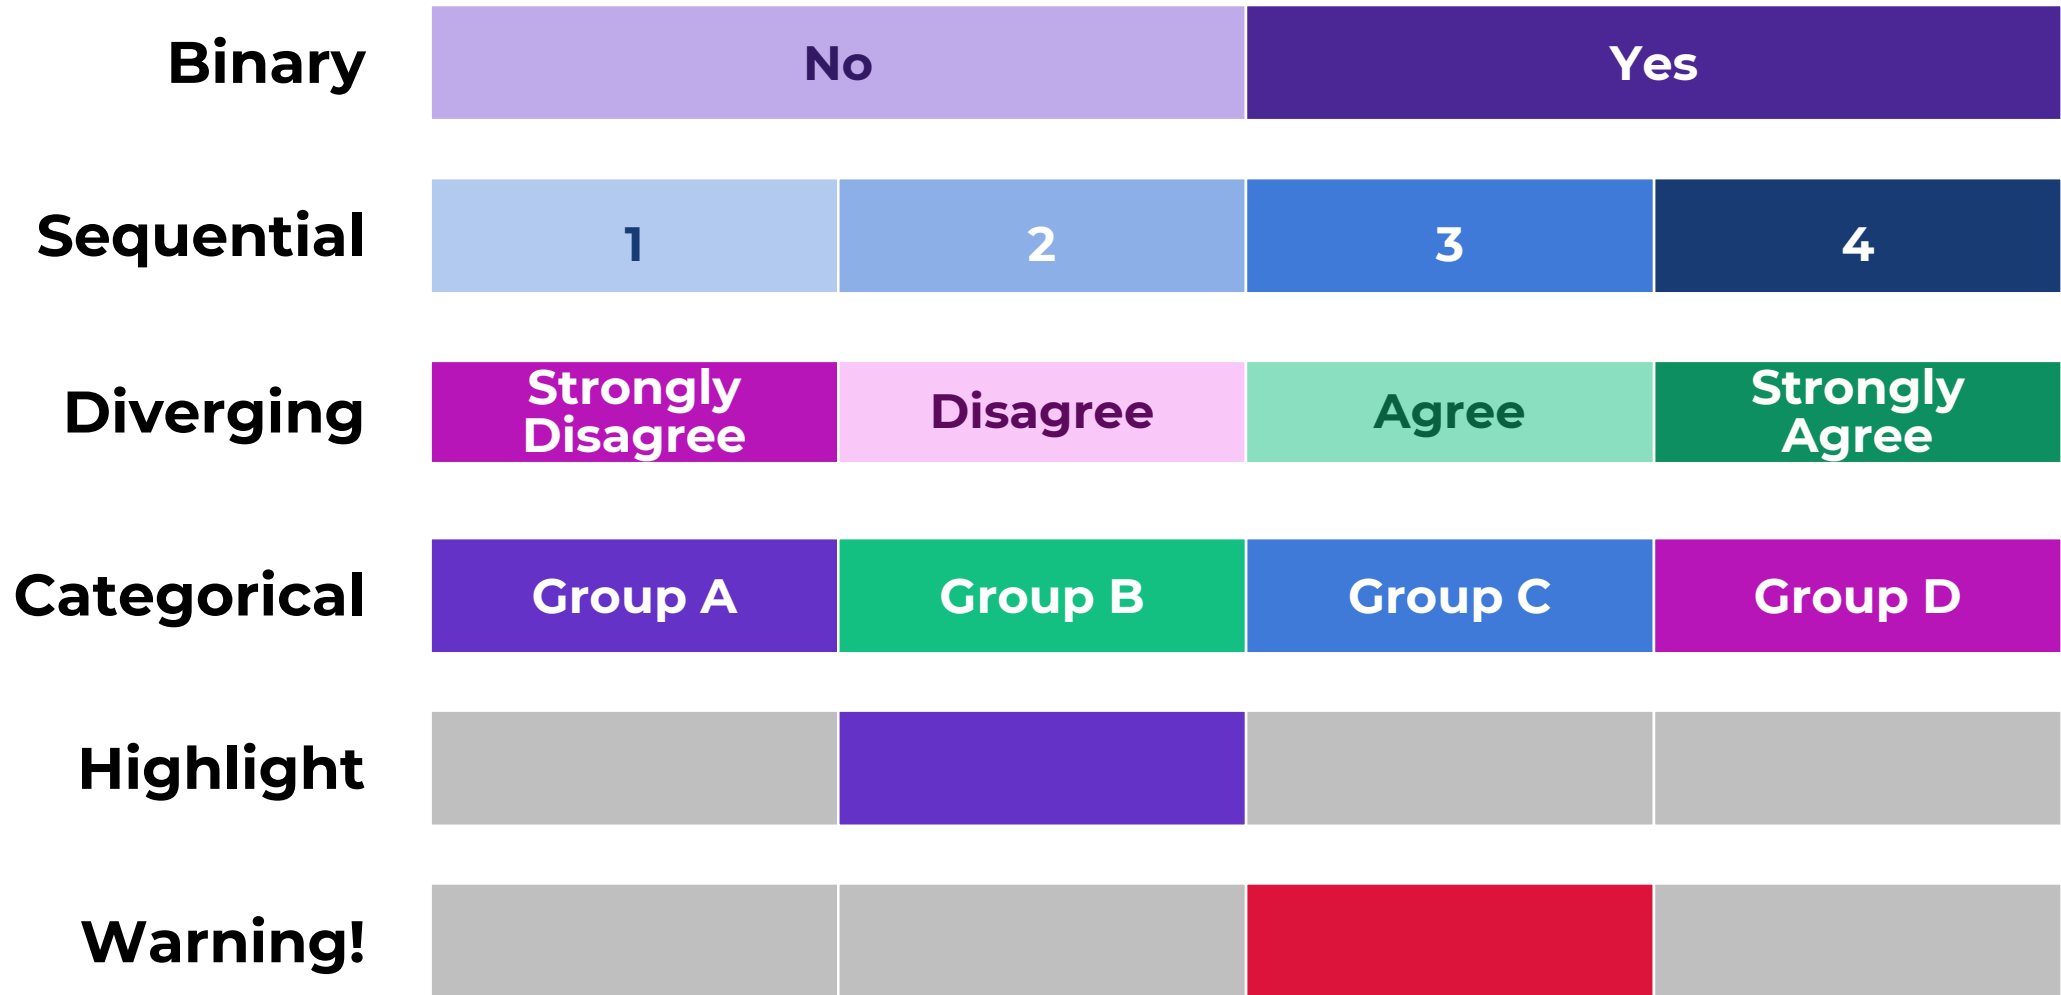 Binary
No
Yes
Sequential
1
2
3
4
Diverging
Strongly
Disagree
Disagree
Agree
Strongly
Agree
Categorical
Group A
Group B
Group C
Group D
Highlight
Warning!